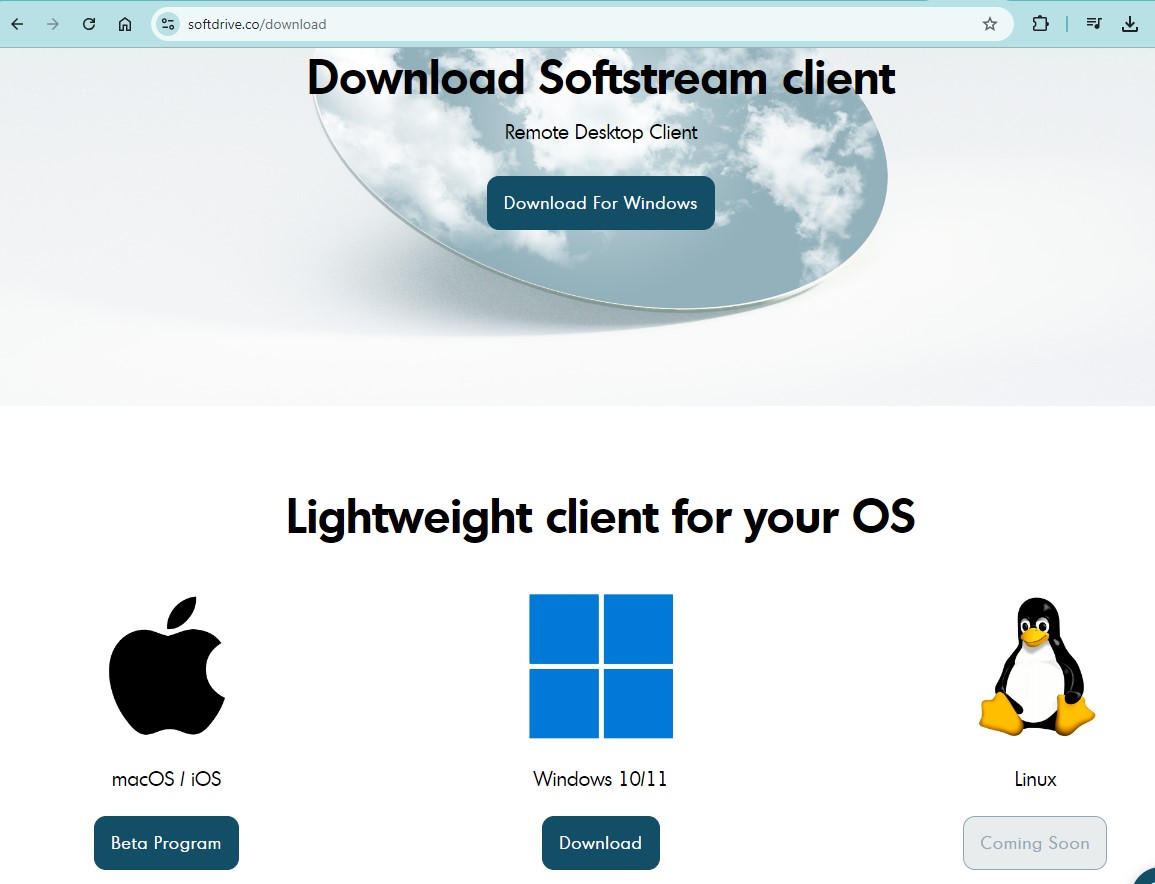 softdrive.co/download
Download Softstream client
Remote Desktop Client
Download For Windows
Lightweight client for your OS
macOS / iOS
Windows 10/11
Linux
Beta Program
Download
Coming Soon